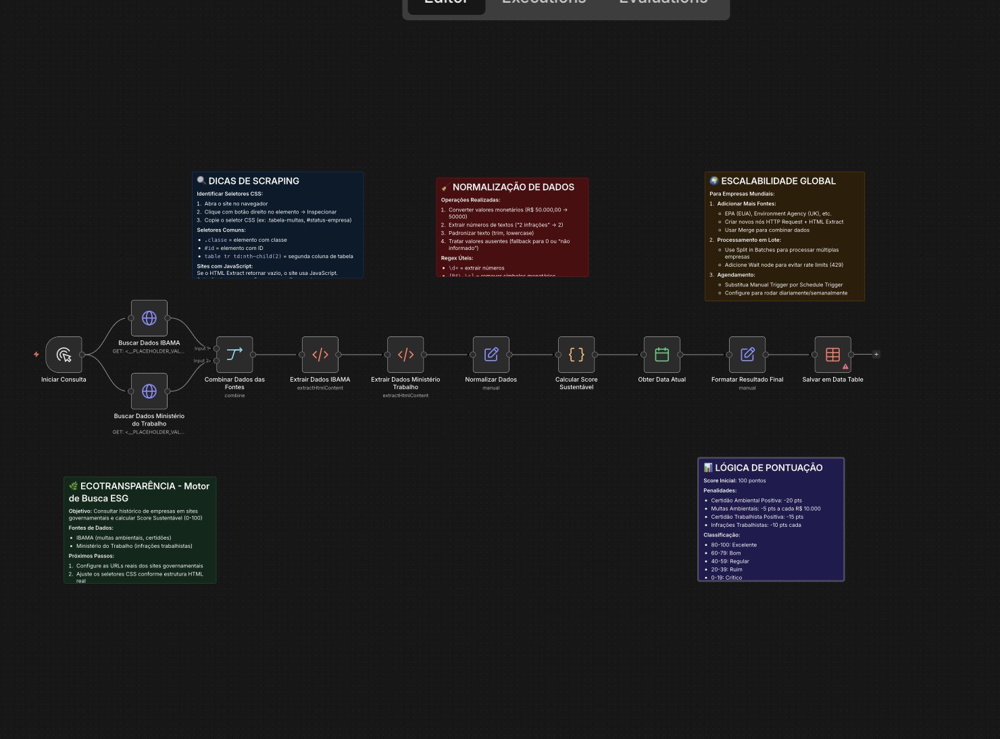 Editor
Executions
Evaluations
🔍 DICAS DE SCRAPING
Identificar Seletores CSS:
1. Abra o site no navegador
2. Clique com botão direito no elemento → Inspecionar
3. Copie o seletor CSS (ex: .tabela-multas, #status-empresa)
Seletores Comuns:
• .classe = elemento com classe
• #id = elemento com ID
• table tr td:nth-child(2) = segunda coluna de tabela
Sites com JavaScript:
Se o HTML Extract retornar vazio, o site usa JavaScript.
🧹 NORMALIZAÇÃO DE DADOS
Operações Realizadas:
1. Converter valores monetários (R$ 50.000,00 →
50000)
2. Extrair números de textos ("2 infrações" → 2)
3. Padronizar texto (trim, lowercase)
4. Tratar valores ausentes (fallback para 0 ou "não
informado")
Regex Úteis:
• \d+ = extrair números
• [R$\.\s] = remover símbolos monetários
🌍 ESCALABILIDADE GLOBAL
Para Empresas Mundiais:
1. Adicionar Mais Fontes:
○ EPA (EUA), Environment Agency (UK), etc.
○ Criar novos nós HTTP Request + HTML Extract
○ Usar Merge para combinar dados
2. Processamento em Lote:
○ Use Split in Batches para processar múltiplas
empresas
○ Adicione Wait node para evitar rate limits (429)
3. Agendamento:
○ Substitua Manual Trigger por Schedule Trigger
○ Configure para rodar diariamente/semanalmente
Iniciar Consulta
Buscar Dados IBAMA
GET: <__PLACEHOLDER_VAL...
Buscar Dados Ministério
do Trabalho
GET: <__PLACEHOLDER_VAL...
Input 1
Input 2
Combinar Dados das
Fontes
combine
Extrair Dados IBAMA
extractHtmlContent
Extrair Dados Ministério
Trabalho
extractHtmlContent
Normalizar Dados
manual
Calcular Score
Sustentável
Obter Data Atual
Formatar Resultado Final
manual
Salvar em Data Table
🌿 ECOTRANSPARÊNCIA - Motor
de Busca ESG
Objetivo: Consultar histórico de empresas em sites
governamentais e calcular Score Sustentável (0-100)
Fontes de Dados:
• IBAMA (multas ambientais, certidões)
• Ministério do Trabalho (infrações trabalhistas)
Próximos Passos:
1. Configure as URLs reais dos sites governamentais
2. Ajuste os seletores CSS conforme estrutura HTML
real
📊 LÓGICA DE PONTUAÇÃO
Score Inicial: 100 pontos
Penalidades:
• Certidão Ambiental Positiva: -20 pts
• Multas Ambientais: -5 pts a cada R$ 10.000
• Certidão Trabalhista Positiva: -15 pts
• Infrações Trabalhistas: -10 pts cada
Classificação:
• 80-100: Excelente
• 60-79: Bom
• 40-59: Regular
• 20-39: Ruim
• 0-19: Crítico